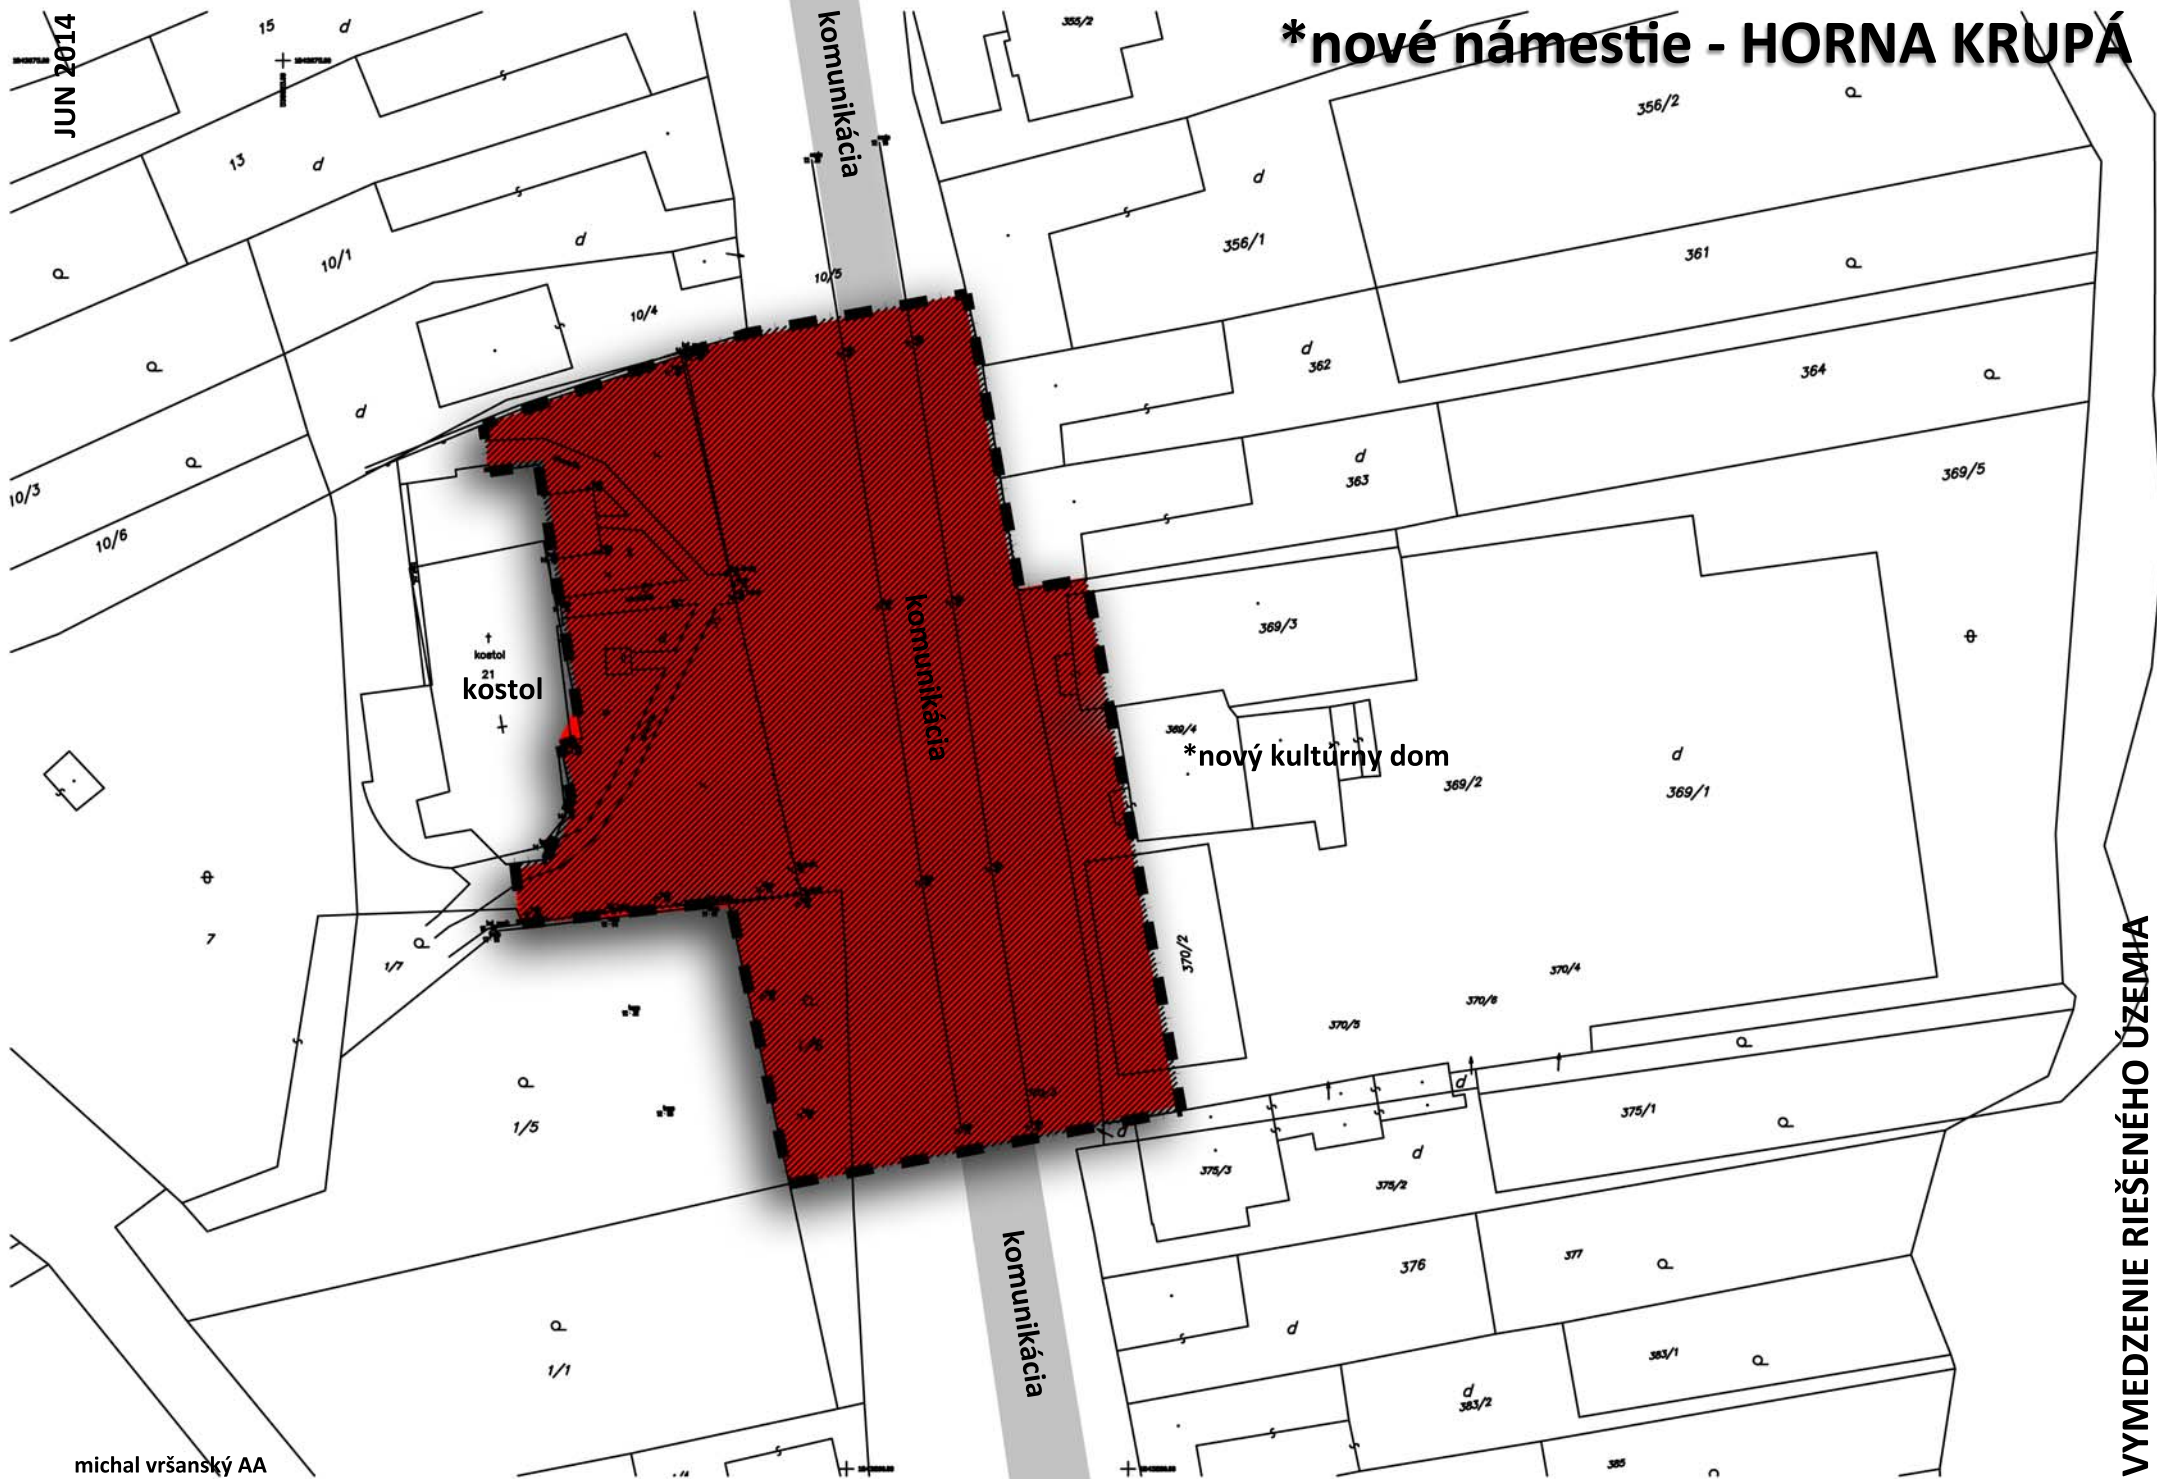 *nové námestie - HORNA KRUPÁ
JUN 2014
komunikácia
15
d
355/2
356/2
13
d
d
10/1
d
356/1
361
10/5
10/4
d
362
364
d
d
363
369/5
10/3
10/6
369/3
komunikácia
kostol
21
kostol
369/4
*nový kultúrny dom
369/2
d
369/1
7
1/7
370/2
370/4
370/6
370/5
1/5
d
375/1
d
375/3
d
375/2
376
377
komunikácia
d
1/1
383/1
d
383/2
385
VYMEDZENIE RIEŠENÉHO ÚZEMIA
michal vršanský AA